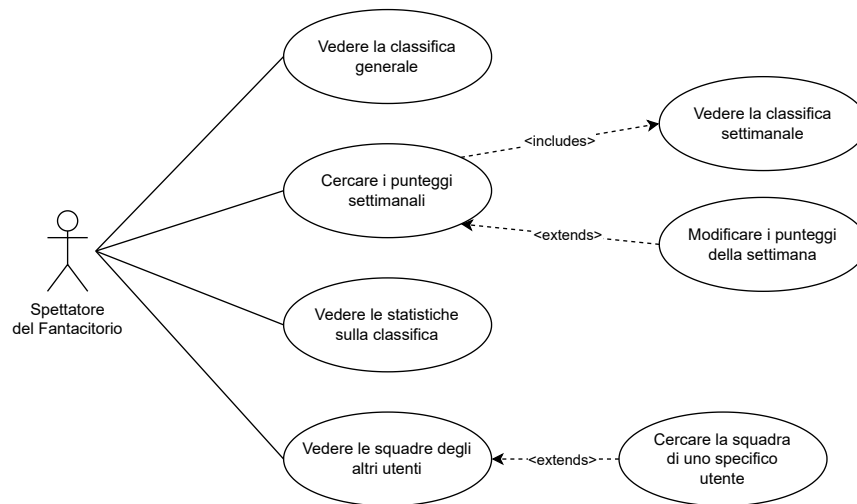 Vedere la classifica
generale
Vedere la classifica
settimanale
<includes>
Cercare i punteggi
settimanali
<extends>
Modificare i punteggi
della settimana
Spettatore
del Fantacitorio
Vedere le statistiche
sulla classifica
Vedere le squadre degli
altri utenti
<extends>
Cercare la squadra
di uno specifico
utente